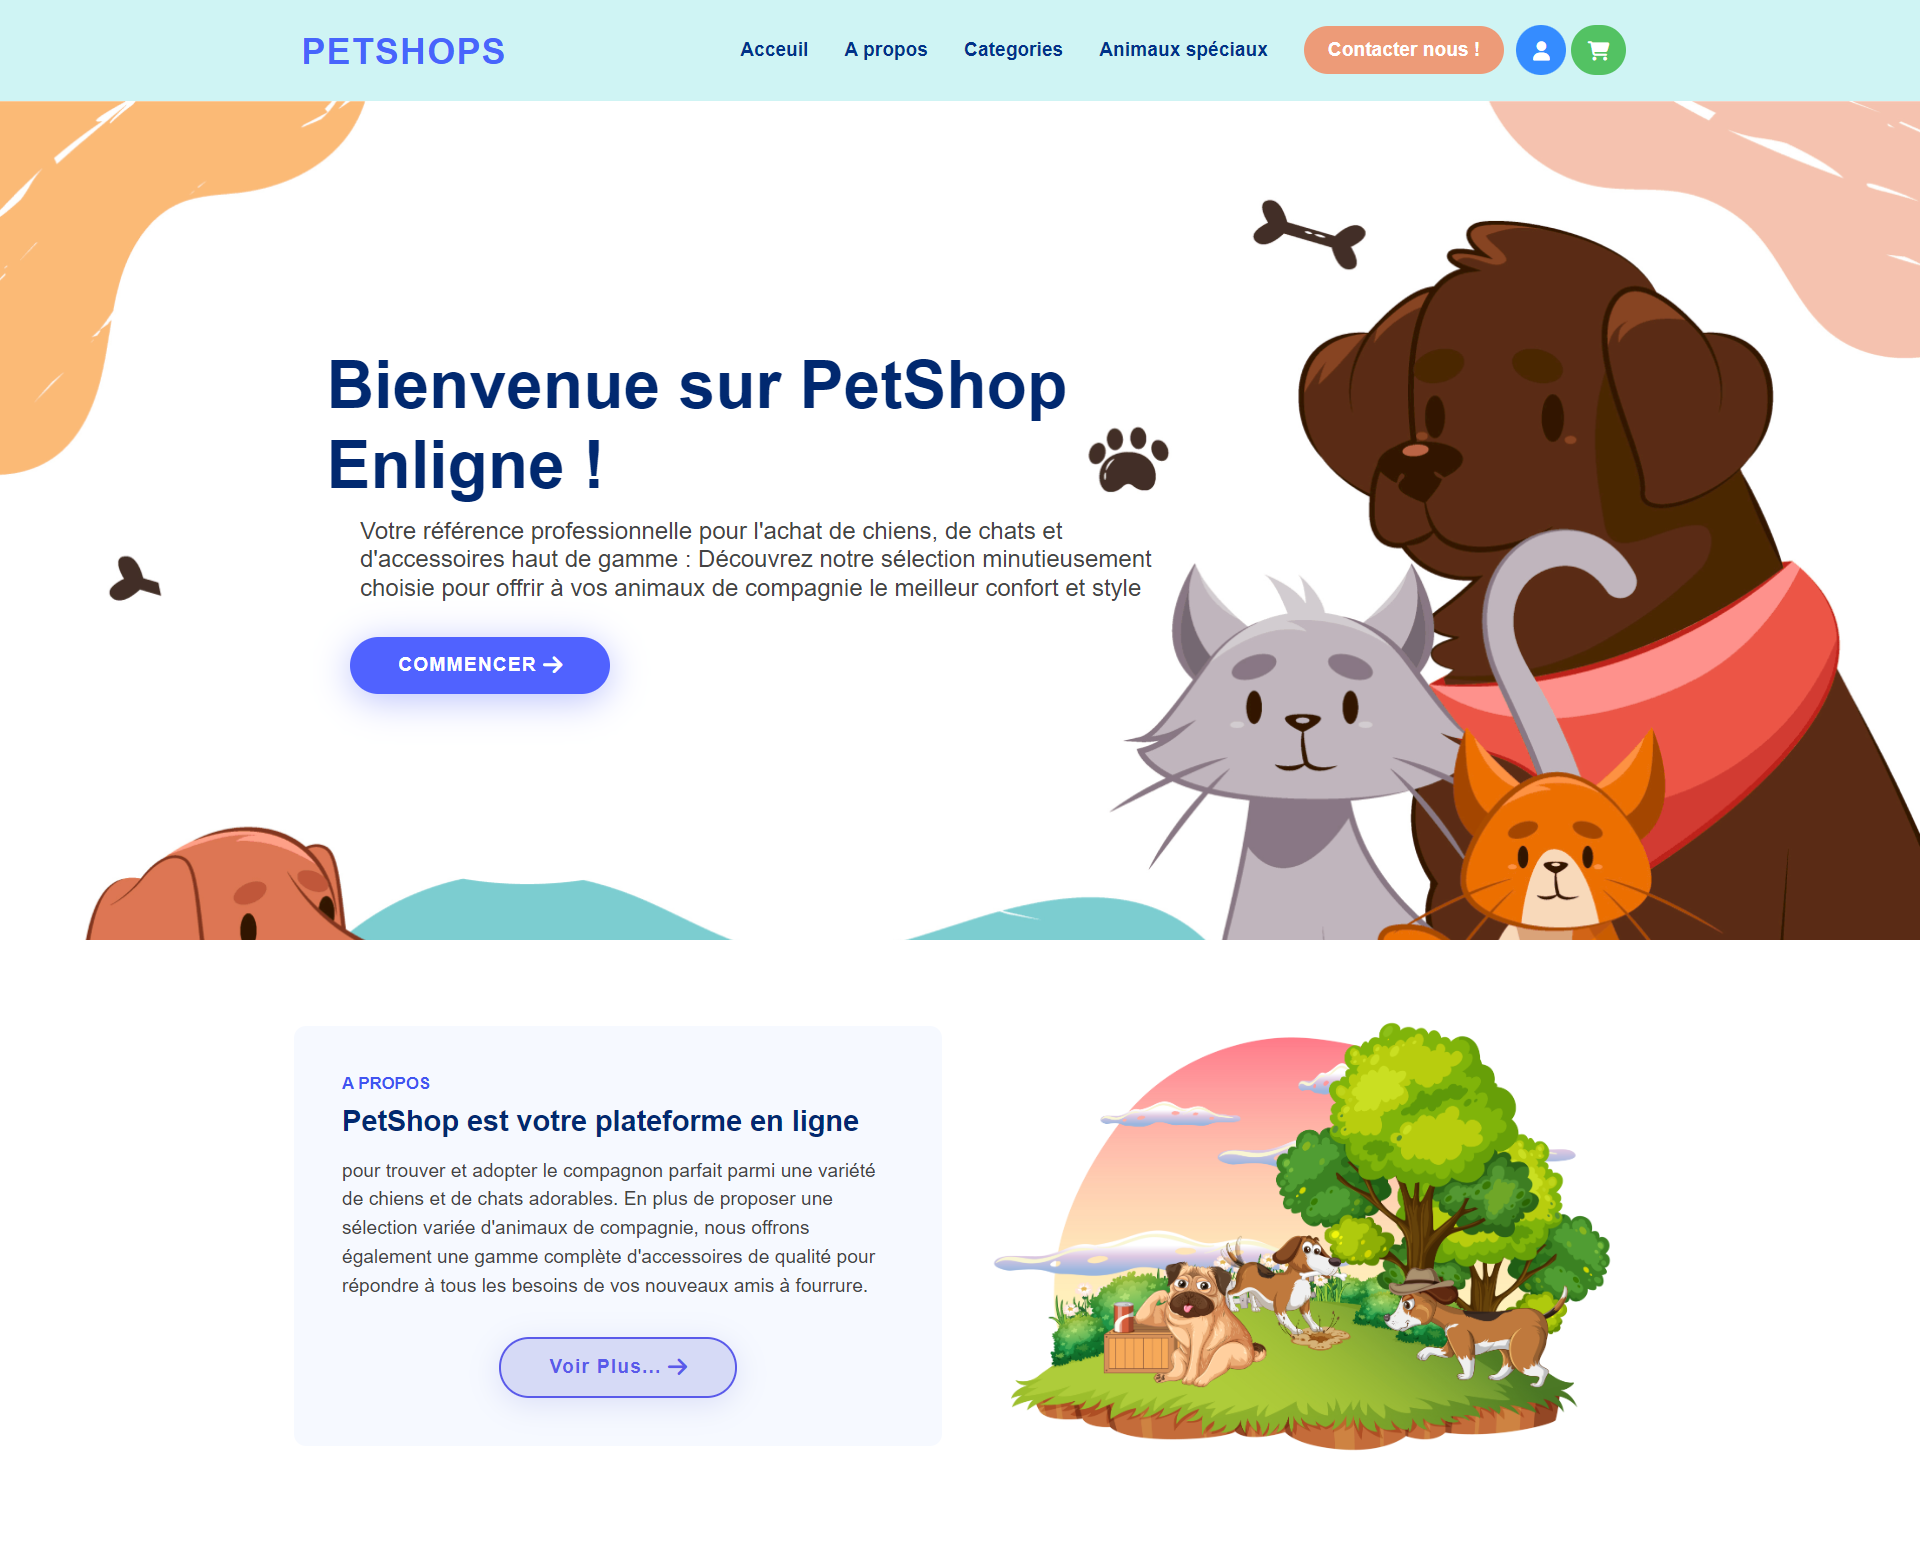 PETSHOPS
Acceuil
A propos
Categories
Animaux spéciaux
Contacter nous !
Bienvenue sur PetShop
Enligne !
Votre référence professionnelle pour l'achat de chiens, de chats et
d'accessoires haut de gamme : Découvrez notre sélection minutieusement
choisie pour offrir à vos animaux de compagnie le meilleur confort et style
COMMENCER
A PROPOS
PetShop est votre plateforme en ligne
pour trouver et adopter le compagnon parfait parmi une variété
de chiens et de chats adorables. En plus de proposer une
sélection variée d'animaux de compagnie, nous offrons
également une gamme complète d'accessoires de qualité pour
répondre à tous les besoins de vos nouveaux amis à fourrure.
Voir Plus...